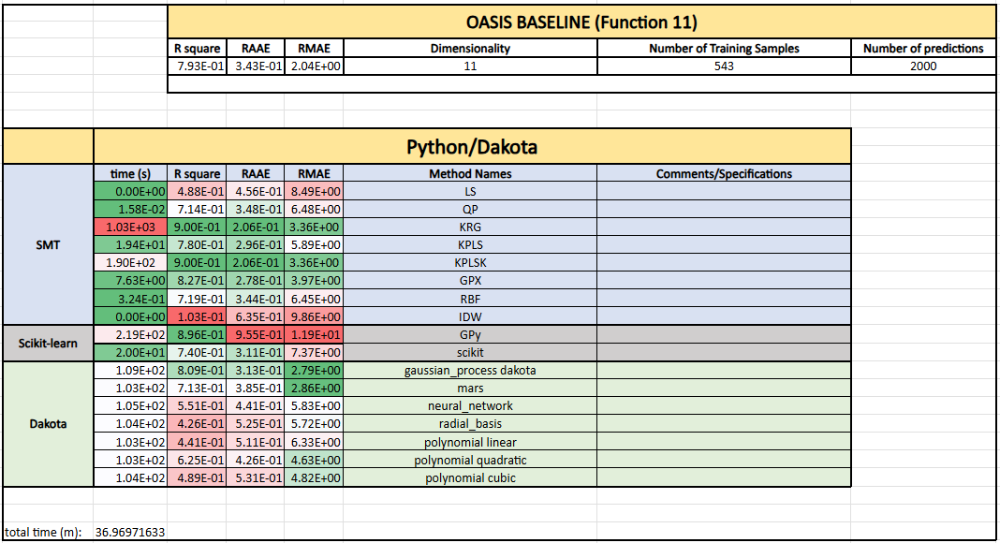 OASIS BASELINE (Function 11)
R square RAAE RMAE Dimensionality Number of Training Samples Number of predictions
7.93E-01 3.43E-01 2.04E+00 11 543 2000
Python/Dakota
time (s) R square RAAE RMAE Method Names Comments/Specifications
SMT
0.00E+00 4.88E-01 4.56E-01 8.49E+00 LS
1.58E-02 7.14E-01 3.48E-01 6.48E+00 QP
1.03E+03 9.00E-01 2.06E-01 3.36E+00 KRG
1.94E+01 7.80E-01 2.96E-01 5.89E+00 KPLS
1.90E+02 9.00E-01 2.06E-01 3.36E+00 KPLSK
7.63E+00 8.27E-01 2.78E-01 3.97E+00 GPX
3.24E-01 7.19E-01 3.44E-01 6.45E+00 RBF
0.00E+00 1.03E-01 6.35E-01 9.86E+00 IDW
Scikit-learn
2.19E+02 8.96E-01 9.55E-01 1.19E+01 GPy
2.00E+01 7.40E-01 3.11E-01 7.37E+00 scikit
Dakota
1.09E+02 8.09E-01 3.13E-01 2.79E+00 gaussian_process dakota
1.03E+02 7.13E-01 3.85E-01 2.86E+00 mars
1.05E+02 5.51E-01 4.41E-01 5.83E+00 neural_network
1.04E+02 4.26E-01 5.25E-01 5.72E+00 radial_basis
1.03E+02 4.41E-01 5.11E-01 6.33E+00 polynomial linear
1.03E+02 6.25E-01 4.26E-01 4.63E+00 polynomial quadratic
1.04E+02 4.89E-01 5.31E-01 4.82E+00 polynomial cubic
total time (m): 36.96971633